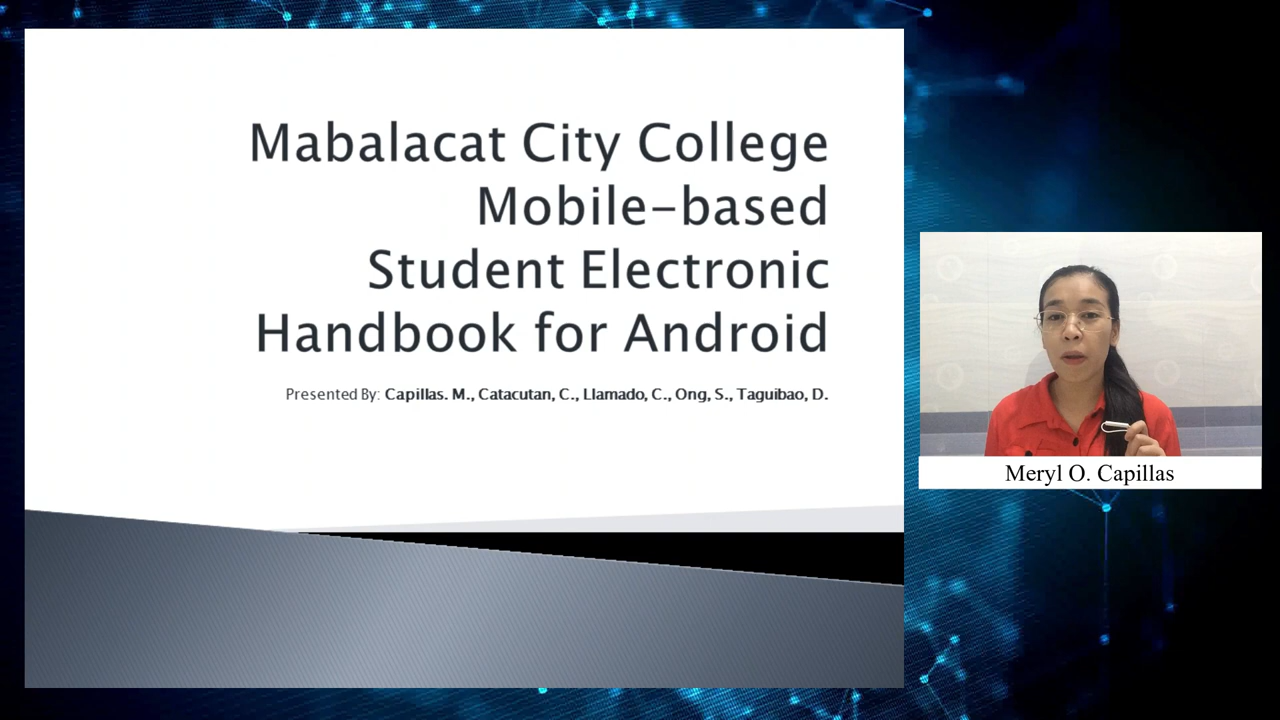 Mabalacat City College
Mobile-based
Student Electronic
Handbook for Android
Presented By: Capillas. M., Catacutan, C., Llamado, C., Ong, S., Taguibao, D.
Meryl O. Capillas